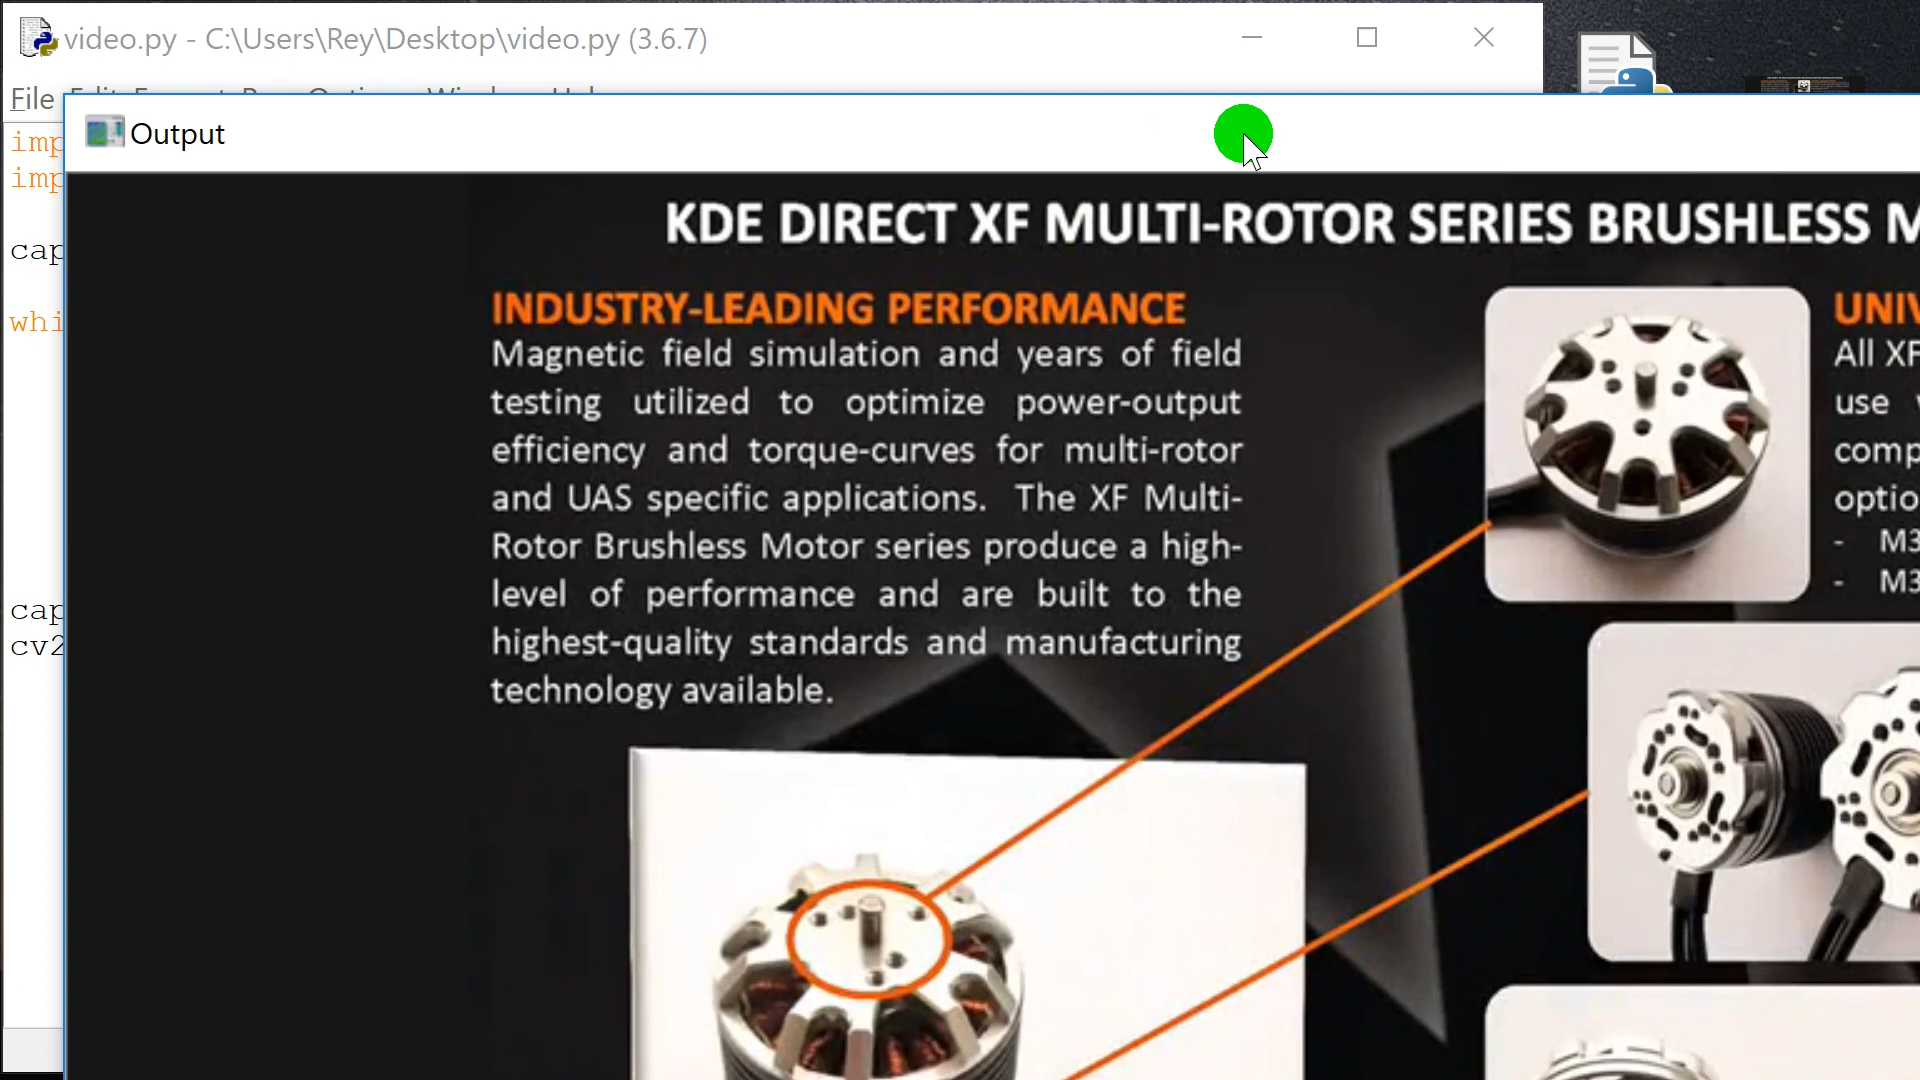 video.py - C:\Users\Rey\Desktop\video.py (3.6.7)
File
imp
imp
cap
whi
cap
cv2
Output
KDE DIRECT XF MULTI-ROTOR SERIES BRUSHLESS M
INDUSTRY-LEADING PERFORMANCE
Magnetic field simulation and years of field
testing utilized to optimize power-output
efficiency and torque-curves for multi-rotor
and UAS specific applications. The XF Multi-
Rotor Brushless Motor series produce a high-
level of performance and are built to the
highest-quality standards and manufacturing
technology available.
UNIV
All XF
use
comp
optio
- M3
- M3